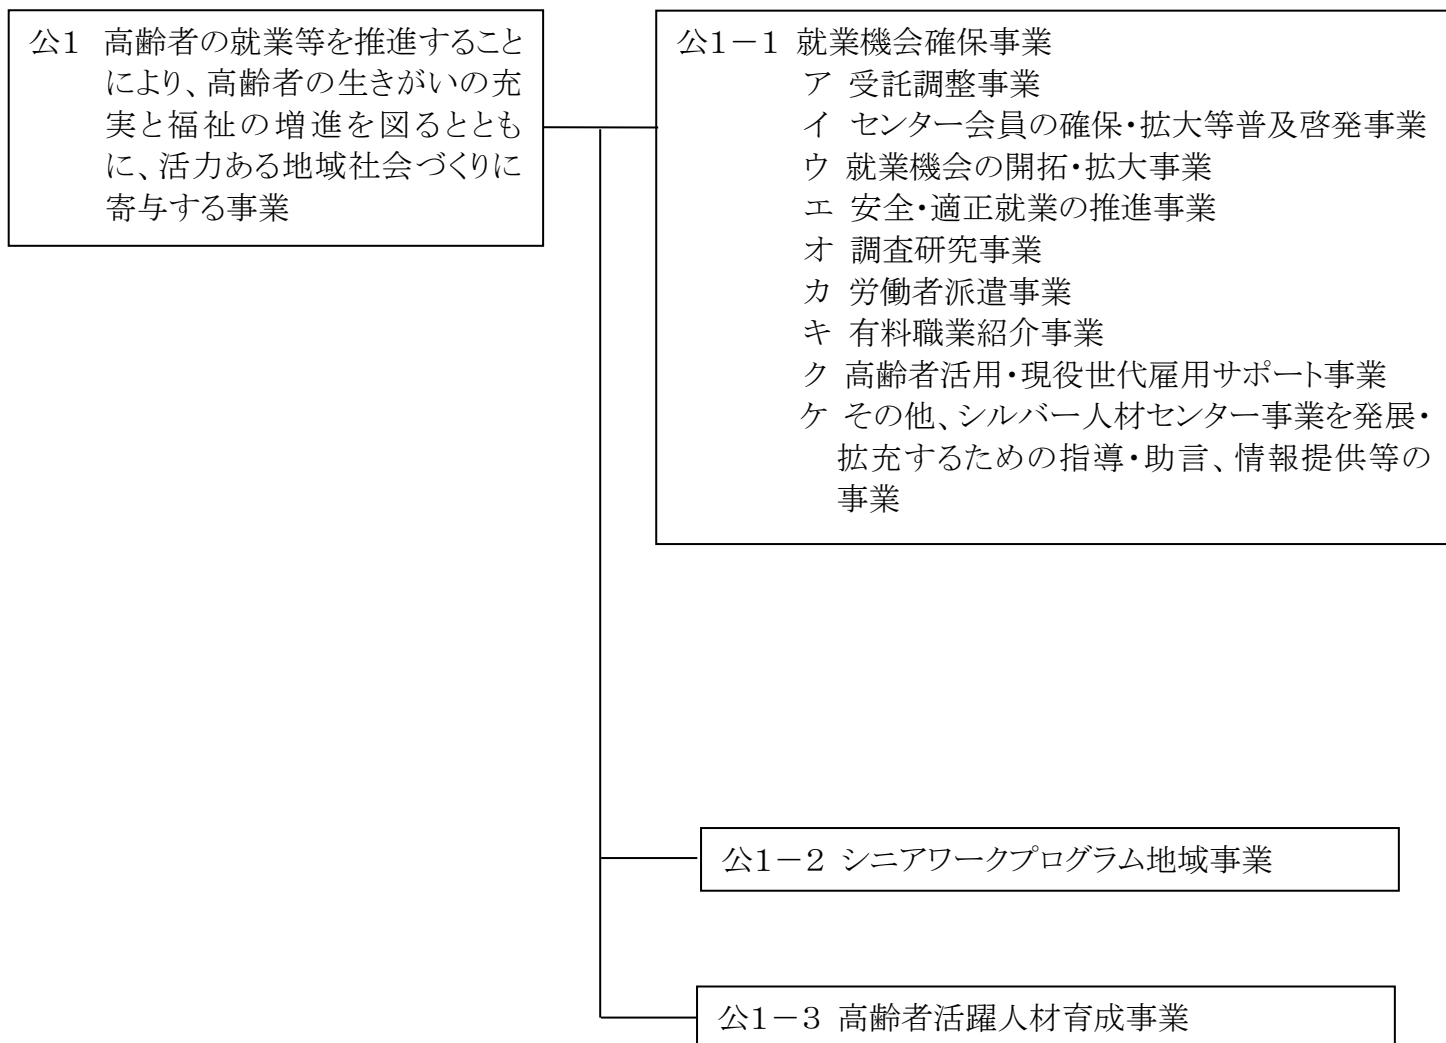 公1 高齢者の就業等を推進すること
により、高齢者の生きがいの充
実と福祉の増進を図るととも
に、活力ある地域社会づくりに
寄与する事業
公1－1 就業機会確保事業
ア 受託調整事業
イ センター会員の確保・拡大等普及啓発事業
ウ 就業機会の開拓・拡大事業
エ 安全・適正就業の推進事業
オ 調査研究事業
カ 労働者派遣事業
キ 有料職業紹介事業
ク 高齢者活用・現役世代雇用サポート事業
ケ その他、シルバー人材センター事業を発展・
拡充するための指導・助言、情報提供等の
事業
公1－2 シニアワークプログラム地域事業
公1－3 高齢者活躍人材育成事業